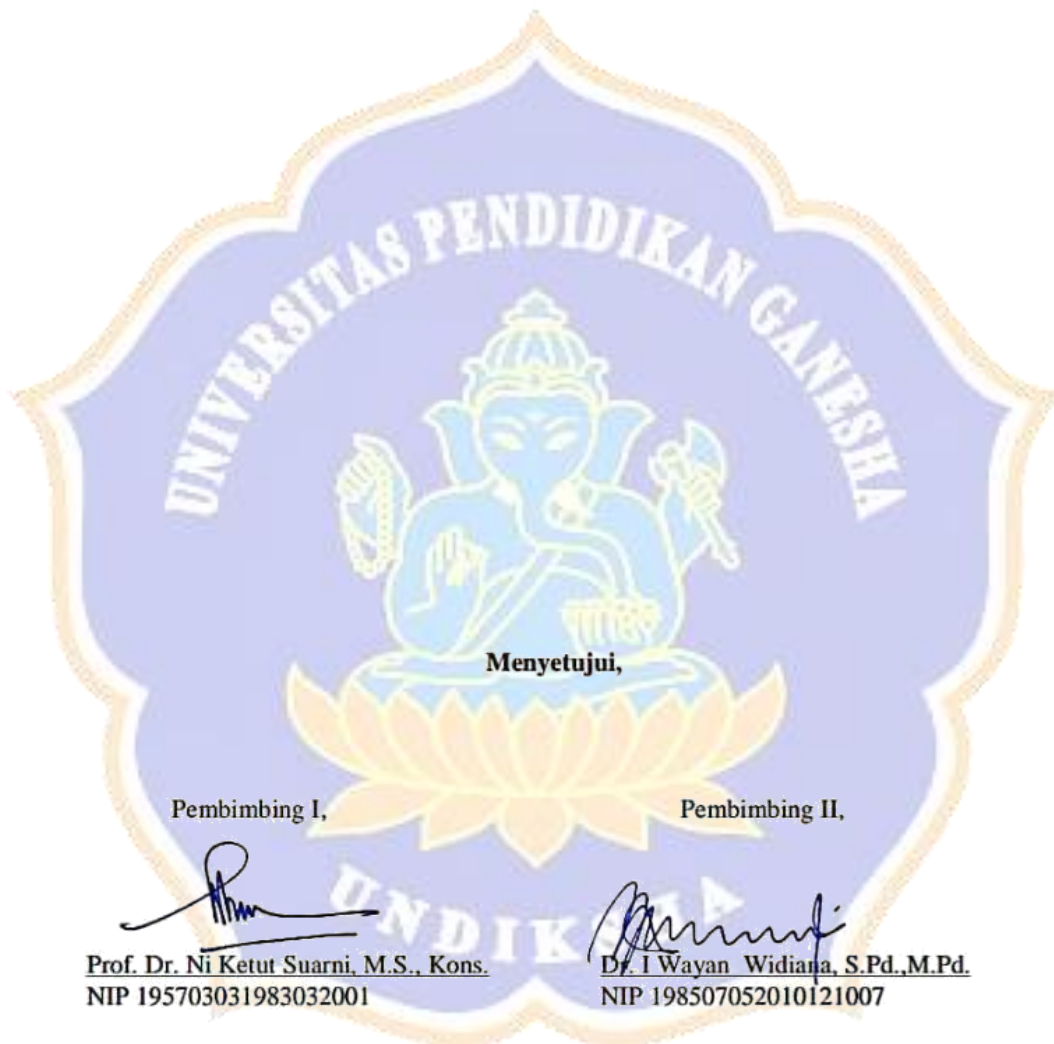 UNIVERSITAS PENDIDIKAN GANESHA
Menyetujui,
Pembimbing I,
Pembimbing II,
UNDIKSHA
Prof. Dr. Ni Ketut Suarni, M.S., Kons.
NIP 195703031983032001
Dr. I Wayan  Widiana, S.Pd.,M.Pd.
NIP 198507052010121007